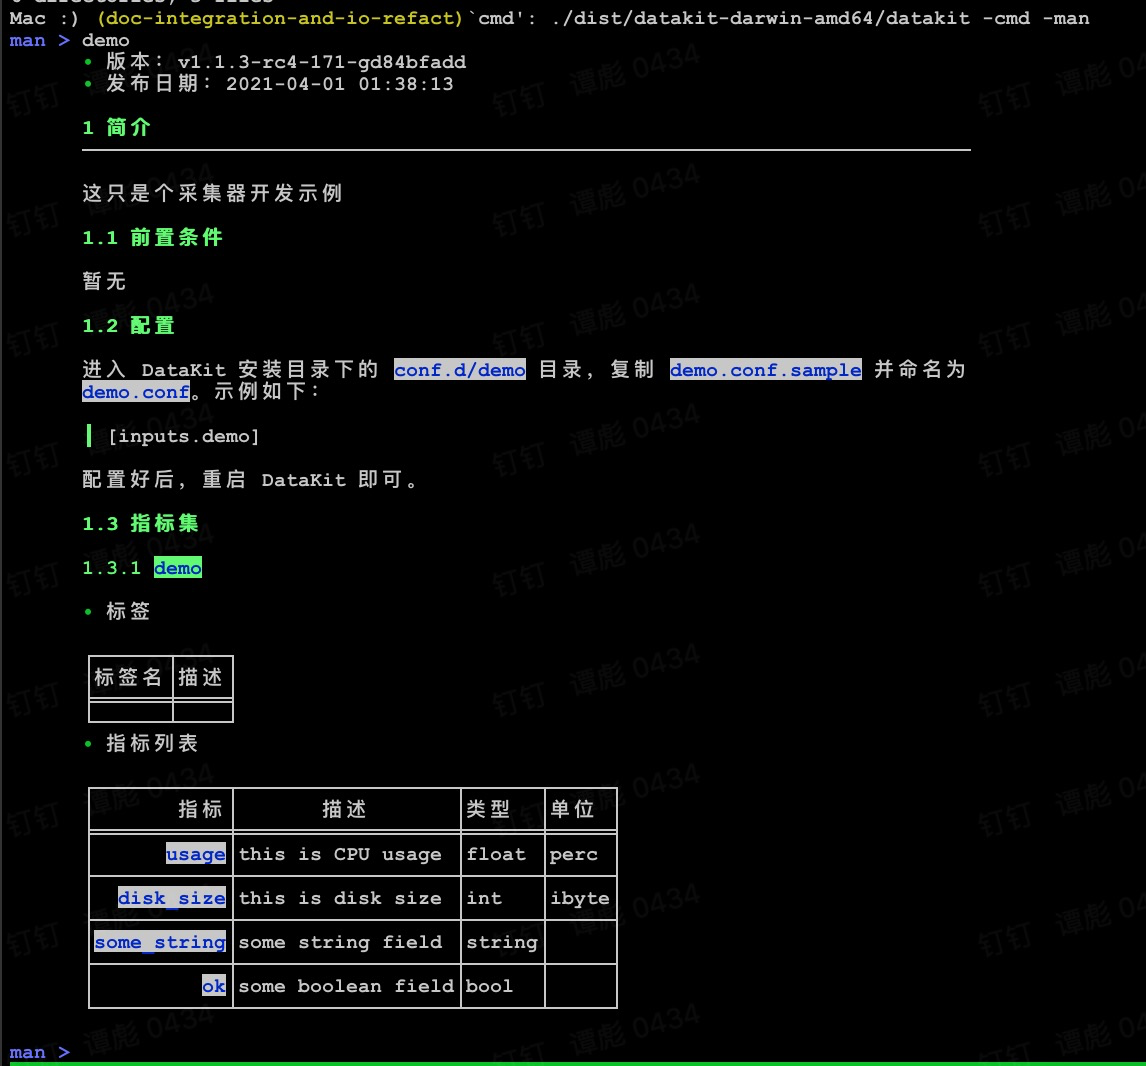 Mac :) (doc-integration-and-io-refact)`cmd': ./dist/datakit-darwin-amd64/datakit -cmd -man
man > demo
• 版本: v1.1.3-rc4-171-gd84bfadd
• 发布日期: 2021-04-01 01:38:13
1 简介
这只是个采集器开发示例
1.1 前置条件
暂无
1.2 配置
进入 DataKit 安装目录下的 conf.d/demo 目录, 复制 demo.conf.sample 并命名为
demo.conf。示例如下:
[inputs.demo]
配置好后, 重启 DataKit 即可。
1.3 指标集
1.3.1 demo
• 标签
标签名 描述
• 指标列表
指标 描述 类型 单位
usage this is CPU usage float perc
disk_size this is disk size int ibyte
some_string some string field string
ok some boolean field bool
man >
钉钉 谭彪 0434